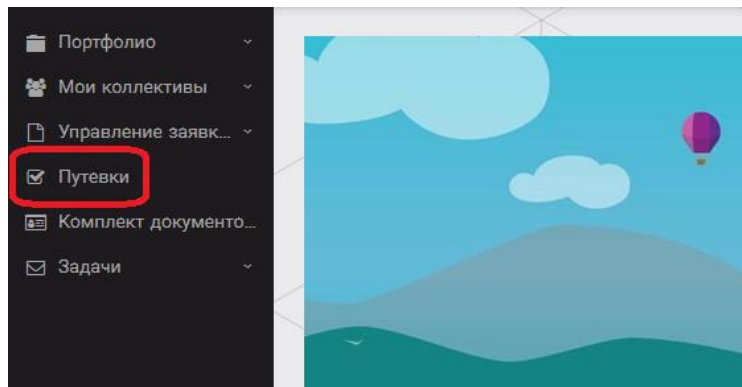 Портфолио
Мои коллективы
Управление заявк...
Путевки
Комплект документо...
Задачи